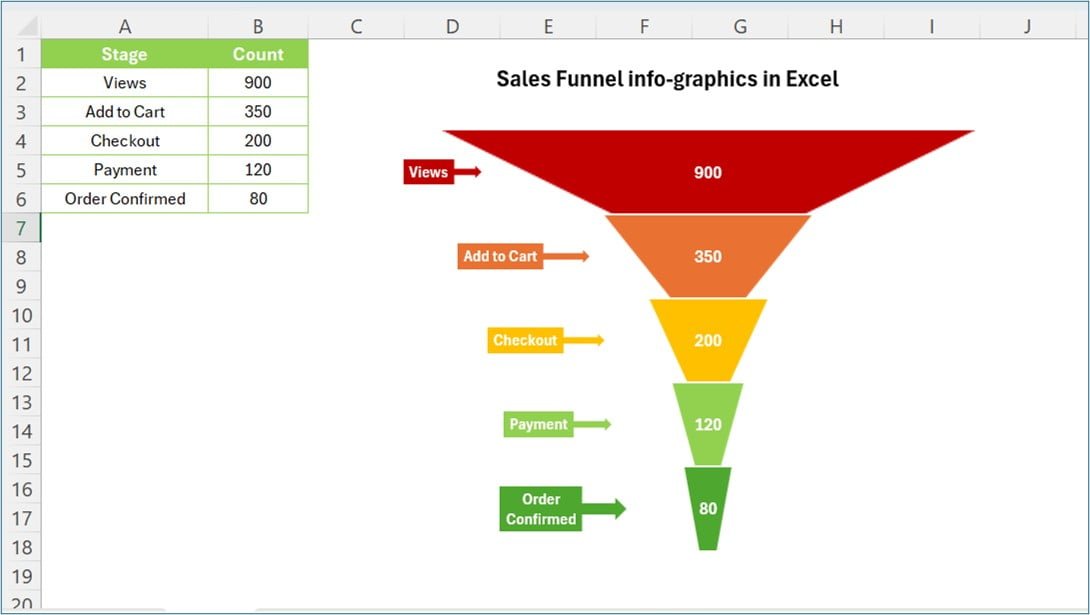 A B C D E F G H I J
1 Stage Count
2 Views 900
3 Add to Cart 350
4 Checkout 200
5 Payment 120
6 Order Confirmed 80
7
8
9
10
11
12
13
14
15
16
17
18
19
20
Sales Funnel info-graphics in Excel
Views 900
Add to Cart 350
Checkout 200
Payment 120
Order
Confirmed
80